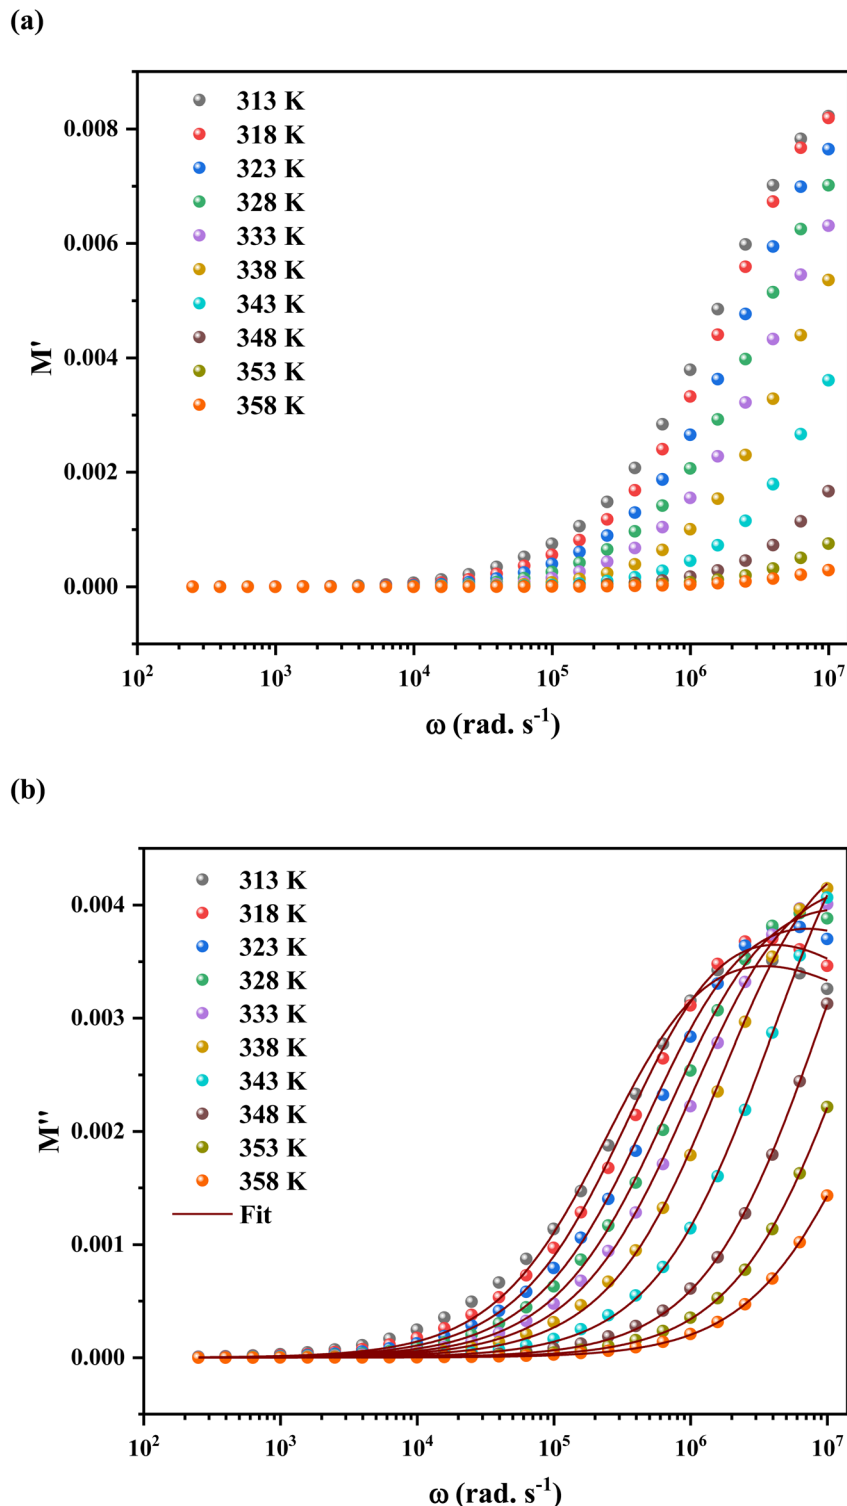 (a)
313 K
318 K
323 K
328 K
333 K
338 K
343 K
348 K
353 K
358 K
0.008
0.006
0.004
0.002
0.000
M'
10² 10³ 10⁴ 10⁵ 10⁶ 10⁷
ω (rad. s⁻¹)
(b)
313 K
318 K
323 K
328 K
333 K
338 K
343 K
348 K
353 K
358 K
Fit
0.004
0.003
0.002
0.001
0.000
M''
10² 10³ 10⁴ 10⁵ 10⁶ 10⁷
ω (rad. s⁻¹)